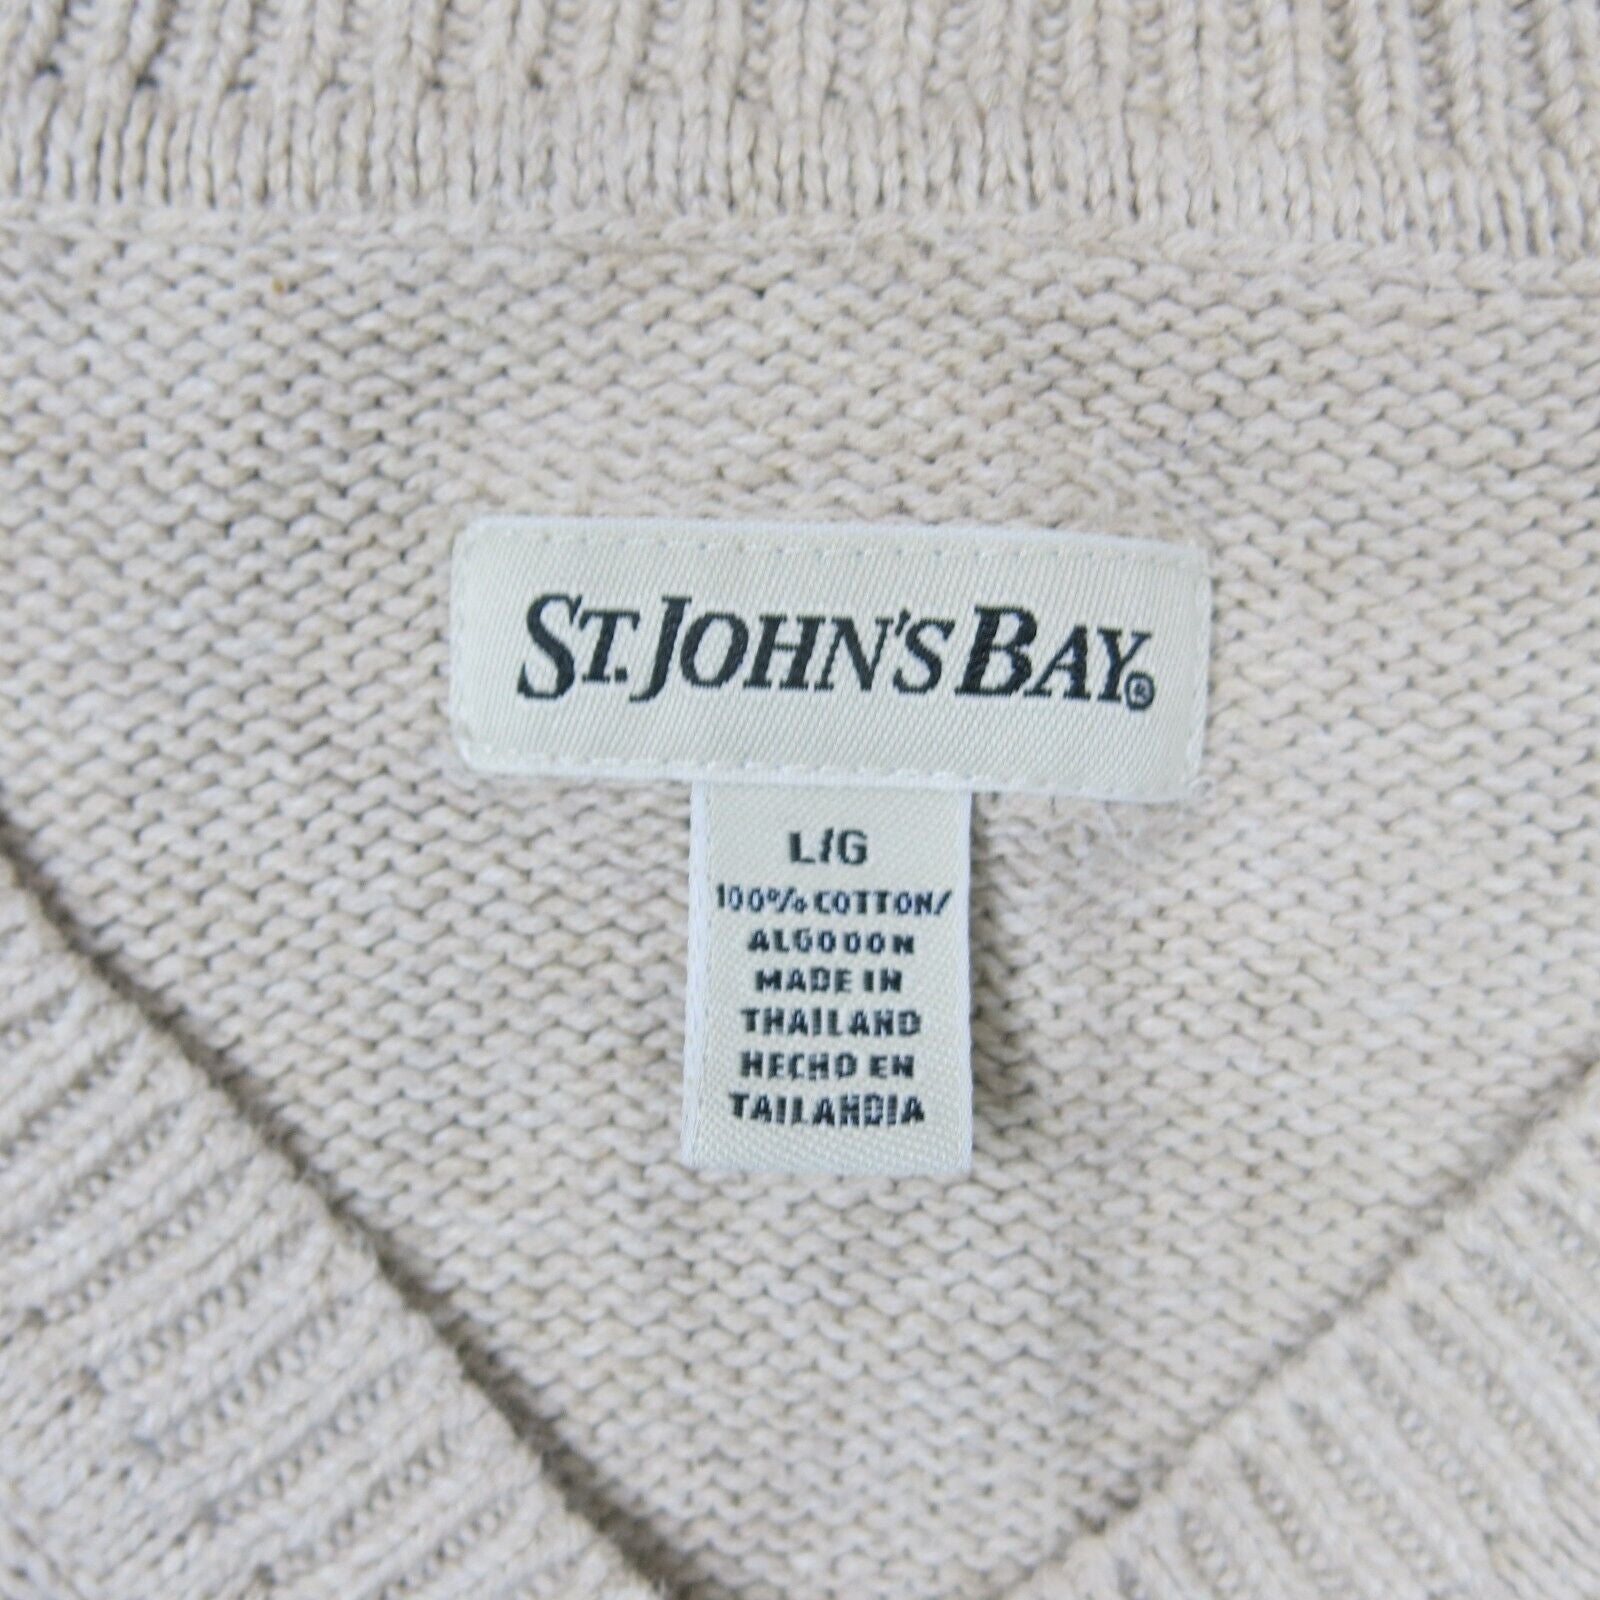 ST. JOHN'S BAY®
L/G
100% COTTON/
ALGODON
MADE IN
THAILAND
HECHO EN
TAILANDIA